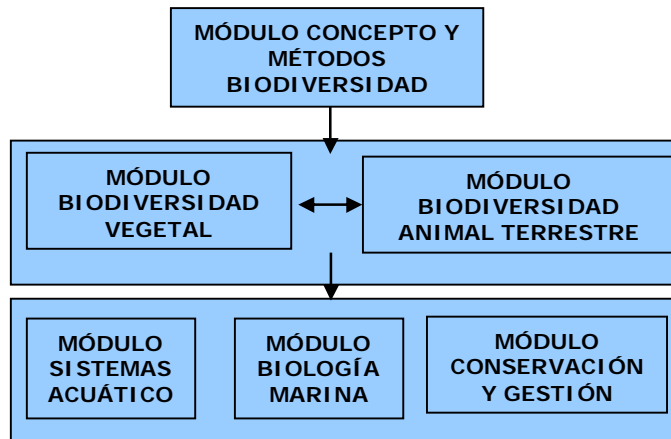 MÓDULO CONCEPTO Y
MÉTODOS
BIODIVERSIDAD
MÓDULO
BIODIVERSIDAD
VEGETAL
MÓDULO
BIODIVERSIDAD
ANIMAL TERRESTRE
MÓDULO
SISTEMAS
ACUÁTICO
MÓDULO
BIOLOGÍA
MARINA
MÓDULO
CONSERVACIÓN
Y GESTIÓN